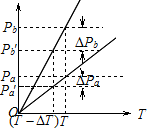 P_b
P_b'
ΔP_b
P_a
ΔP_a
P_a'
O
(T − ΔT) T
T